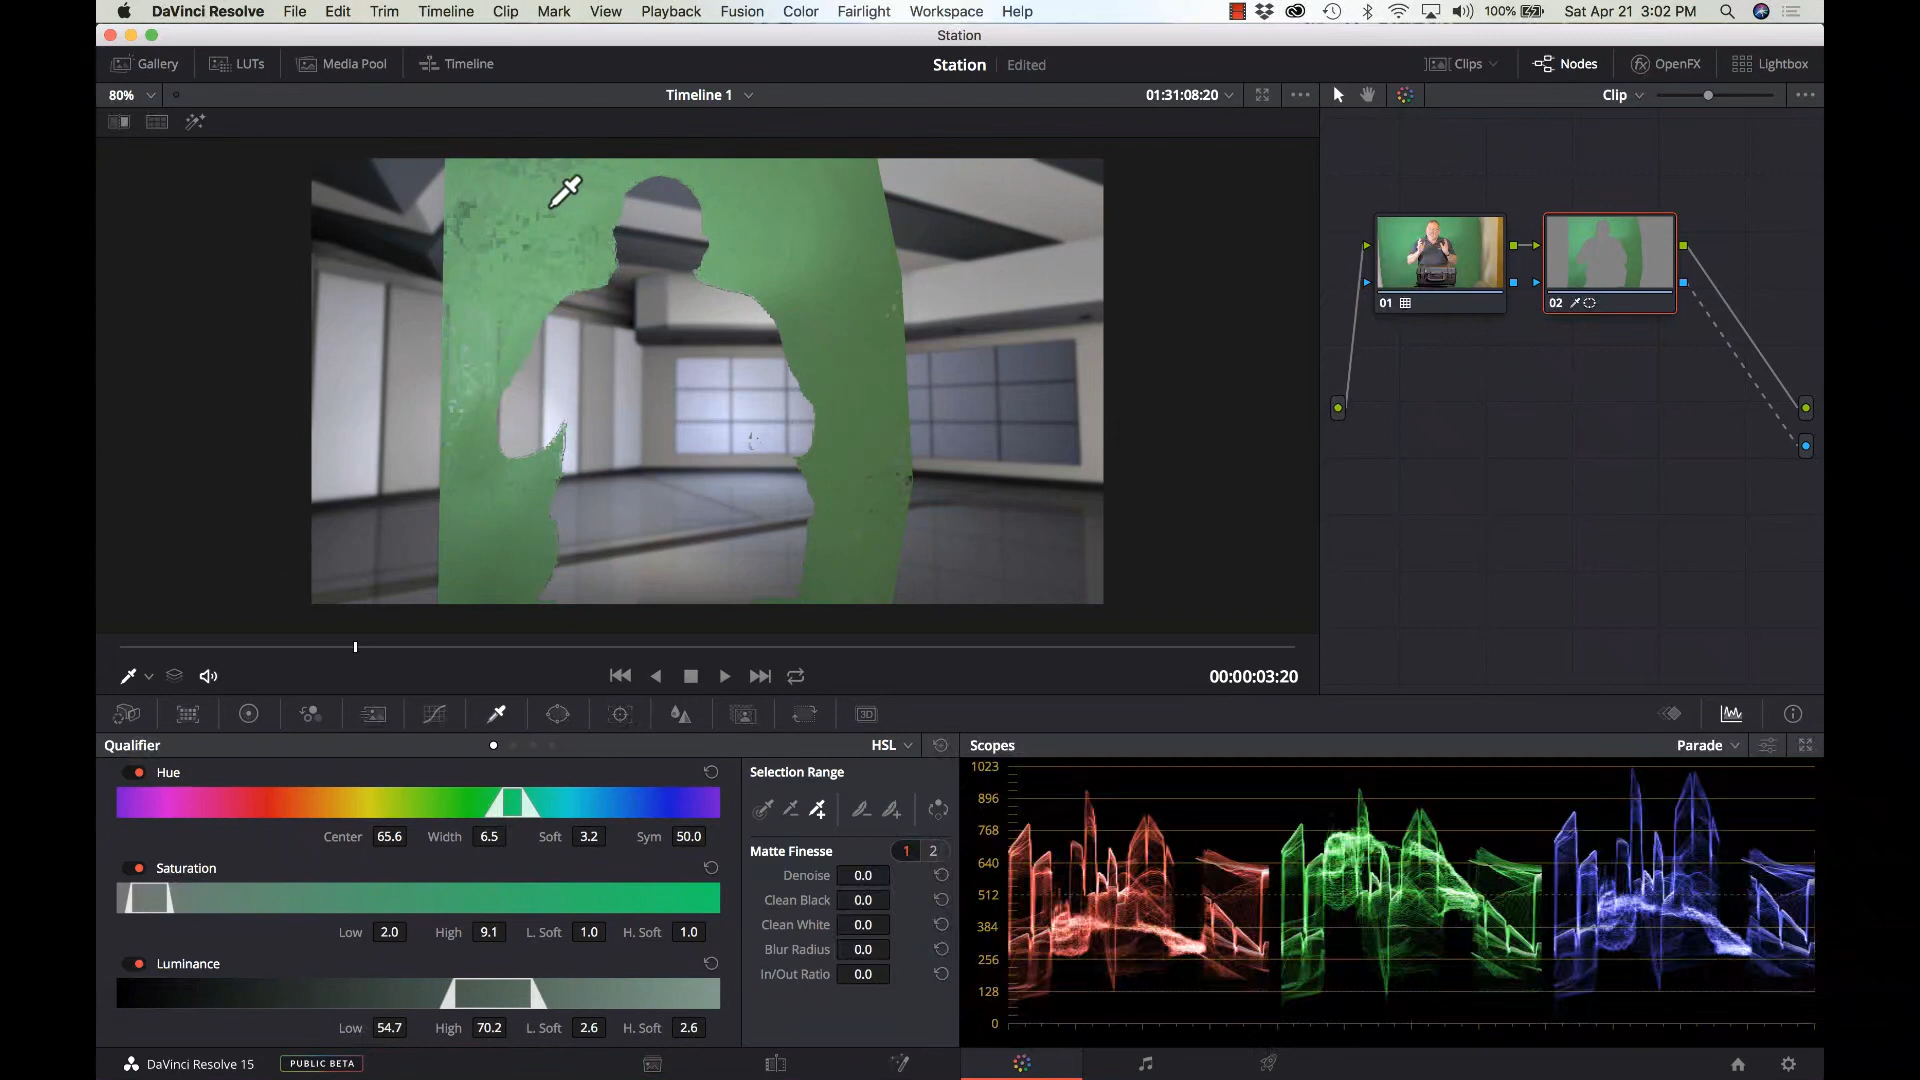 DaVinci Resolve File Edit Trim Timeline Clip Mark View Playback Fusion Color Fairlight Workspace Help 100% Sat Apr 21 3:02 PM
Station
Gallery LUTs Media Pool Timeline Station Edited Clips Nodes fx OpenFX Lightbox
80% Timeline 1 01:31:08:20 Clip
01 02
00:00:03:20
3D
Qualifier HSL Scopes Parade
Hue
Center 65.6 Width 6.5 Soft 3.2 Sym 50.0
Saturation
Low 2.0 High 9.1 L. Soft 1.0 H. Soft 1.0
Luminance
Low 54.7 High 70.2 L. Soft 2.6 H. Soft 2.6
Selection Range
Matte Finesse 1 2
Denoise 0.0
Clean Black 0.0
Clean White 0.0
Blur Radius 0.0
In/Out Ratio 0.0
1023
896
768
640
512
384
256
128
0
DaVinci Resolve 15 PUBLIC BETA